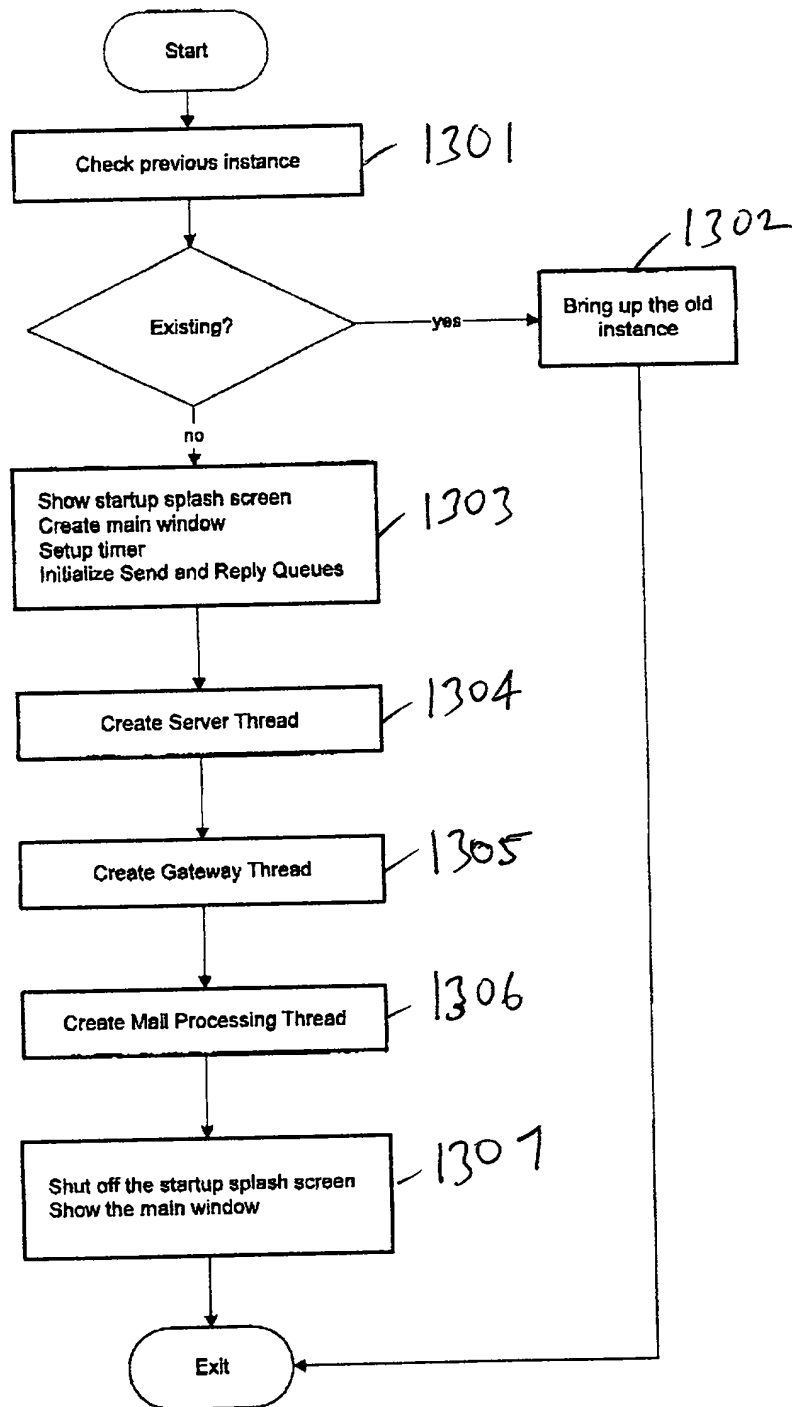 Start
Check previous instance
1301
Existing?
yes
1302
Bring up the old
instance
no
Show startup splash screen
Create main window
Setup timer
Initialize Send and Reply Queues
1303
Create Server Thread
1304
Create Gateway Thread
1305
Create Mail Processing Thread
1306
Shut off the startup splash screen
Show the main window
1307
Exit